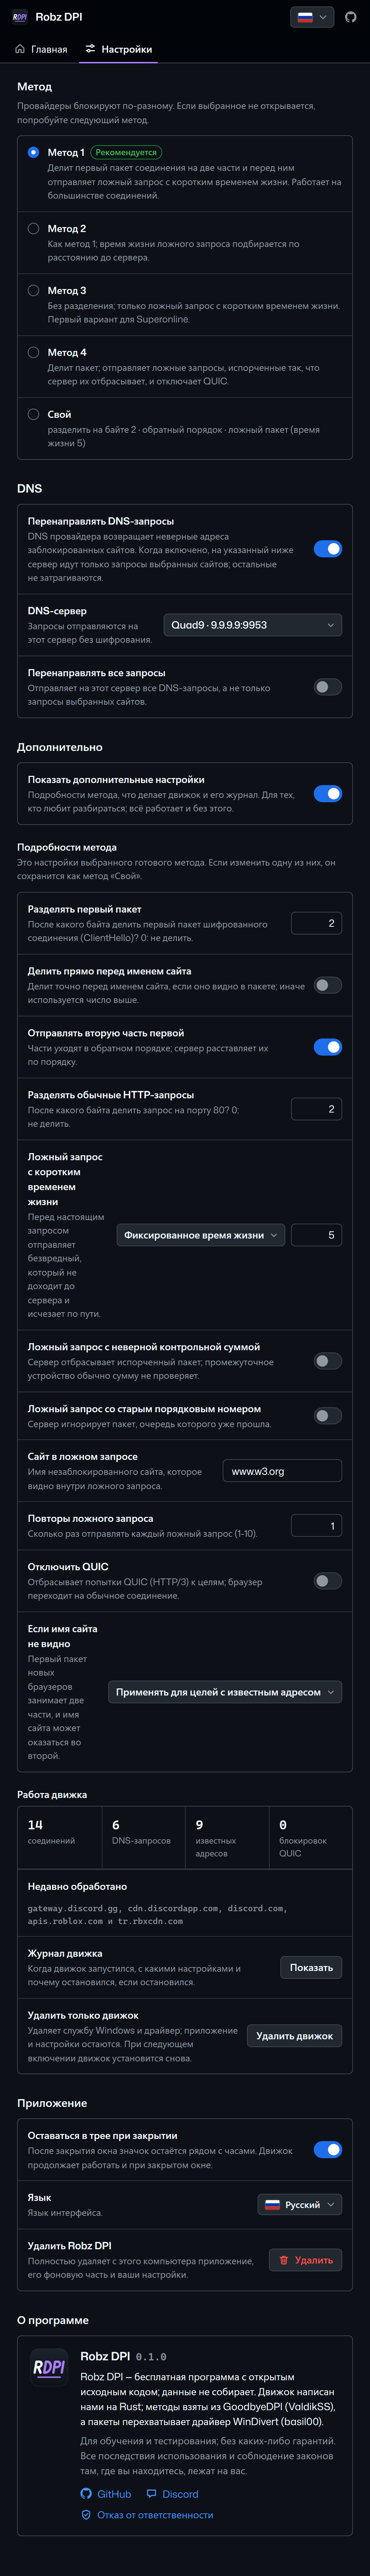 RDPI Robz DPI
Главная Настройки
Метод
Провайдеры блокируют по-разному. Если выбранное не открывается,
попробуйте следующий метод.
Метод 1 Рекомендуется
Делит первый пакет соединения на две части и перед ним
отправляет ложный запрос с коротким временем жизни. Работает на
большинстве соединений.
Метод 2
Как метод 1; время жизни ложного запроса подбирается по
расстоянию до сервера.
Метод 3
Без разделения; только ложный запрос с коротким временем жизни.
Первый вариант для Superonline.
Метод 4
Делит пакет; отправляет ложные запросы, испорченные так, что
сервер их отбрасывает, и отключает QUIC.
Свой
разделить на байте 2 · обратный порядок · ложный пакет (время
жизни 5)
DNS
Перенаправлять DNS-запросы
DNS провайдера возвращает неверные адреса
заблокированных сайтов. Когда включено, на указанный ниже
сервер идут только запросы выбранных сайтов; остальные
не затрагиваются.
DNS-сервер
Запросы отправляются на
этот сервер без шифрования.
Quad9 · 9.9.9.9:9953
Перенаправлять все запросы
Отправляет на этот сервер все DNS-запросы, а не только
запросы выбранных сайтов.
Дополнительно
Показать дополнительные настройки
Подробности метода, что делает движок и его журнал. Для тех,
кто любит разбираться; всё работает и без этого.
Подробности метода
Это настройки выбранного готового метода. Если изменить одну из них, он
сохранится как метод «Свой».
Разделять первый пакет
После какого байта делить первый пакет шифрованного
соединения (ClientHello)? 0: не делить.
2
Делить прямо перед именем сайта
Делит точно перед именем сайта, если оно видно в пакете; иначе
используется число выше.
Отправлять вторую часть первой
Части уходят в обратном порядке; сервер расставляет их
по порядку.
Разделять обычные HTTP-запросы
После какого байта делить запрос на порту 80? 0:
не делить.
2
Ложный запрос
с коротким
временем
жизни
Перед настоящим
запросом
отправляет
безвредный,
который не
доходит до
сервера и
исчезает по пути.
Фиксированное время жизни 5
Ложный запрос с неверной контрольной суммой
Сервер отбрасывает испорченный пакет; промежуточное
устройство обычно сумму не проверяет.
Ложный запрос со старым порядковым номером
Сервер игнорирует пакет, очередь которого уже прошла.
Сайт в ложном запросе
Имя незаблокированного сайта, которое
видно внутри ложного запроса.
www.w3.org
Повторы ложного запроса
Сколько раз отправлять каждый ложный запрос (1-10).
1
Отключить QUIC
Отбрасывает попытки QUIC (HTTP/3) к целям; браузер
переходит на обычное соединение.
Если имя сайта
не видно
Первый пакет
новых
браузеров
занимает две
части, и имя
сайта может
оказаться во
второй.
Применять для целей с известным адресом
Работа движка
14 6 9 0
соединений DNS-запросов известных адресов блокировок QUIC
Недавно обработано
gateway.discord.gg, cdn.discordapp.com, discord.com,
apis.roblox.com и tr.rbxcdn.com
Журнал движка
Когда движок запустился, с какими настройками и
почему остановился, если остановился.
Показать
Удалить только движок
Удаляет службу Windows и драйвер; приложение
и настройки остаются. При следующем
включении движок установится снова.
Удалить движок
Приложение
Оставаться в трее при закрытии
После закрытия окна значок остаётся рядом с часами. Движок
продолжает работать и при закрытом окне.
Язык
Язык интерфейса.
Русский
Удалить Robz DPI
Полностью удаляет с этого компьютера приложение,
его фоновую часть и ваши настройки.
Удалить
О программе
RDPI
Robz DPI 0.1.0
Robz DPI – бесплатная программа с открытым
исходным кодом; данные не собирает. Движок написан
нами на Rust; методы взяты из GoodbyeDPI (ValdikSS),
а пакеты перехватывает драйвер WinDivert (basil00).
Для обучения и тестирования; без каких-либо гарантий.
Все последствия использования и соблюдение законов
там, где вы находитесь, лежат на вас.
GitHub Discord
Отказ от ответственности